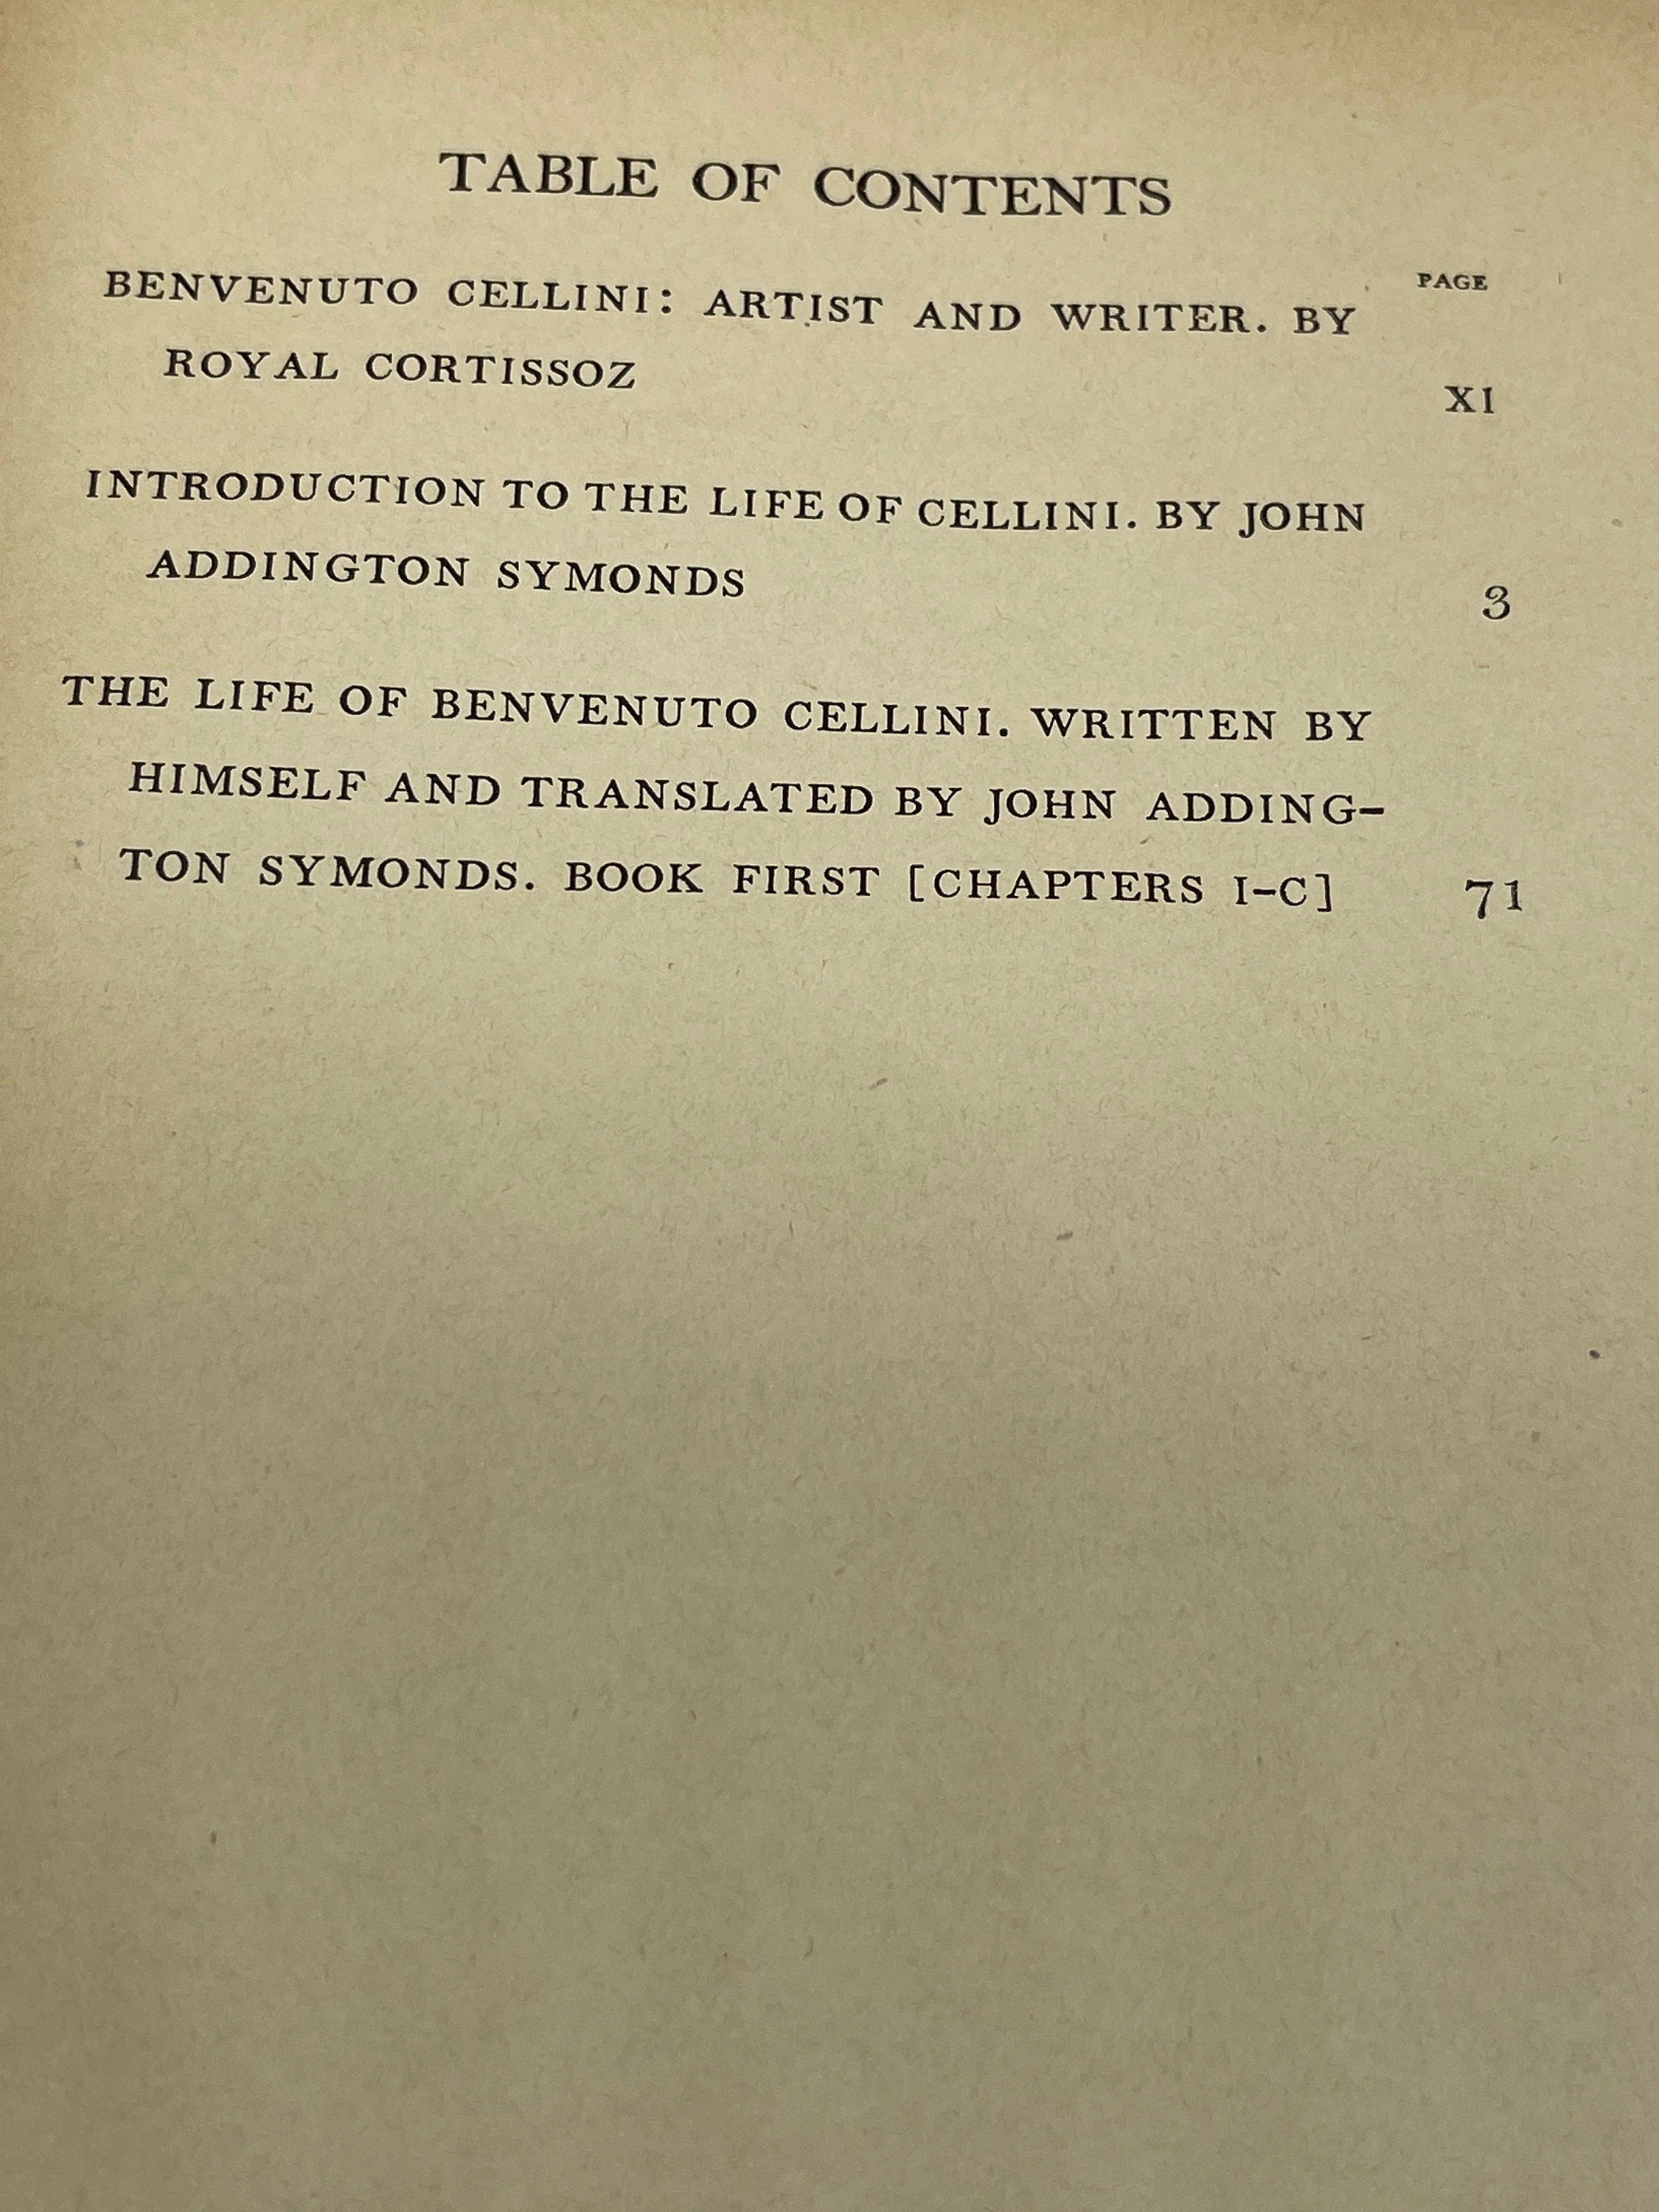 TABLE OF CONTENTS
PAGE
BENVENUTO CELLINI: ARTIST AND WRITER. BY
ROYAL CORTISSOZ XI
INTRODUCTION TO THE LIFE OF CELLINI. BY JOHN
ADDINGTON SYMONDS 3
THE LIFE OF BENVENUTO CELLINI. WRITTEN BY
HIMSELF AND TRANSLATED BY JOHN ADDING-
TON SYMONDS. BOOK FIRST [CHAPTERS I-C] 71